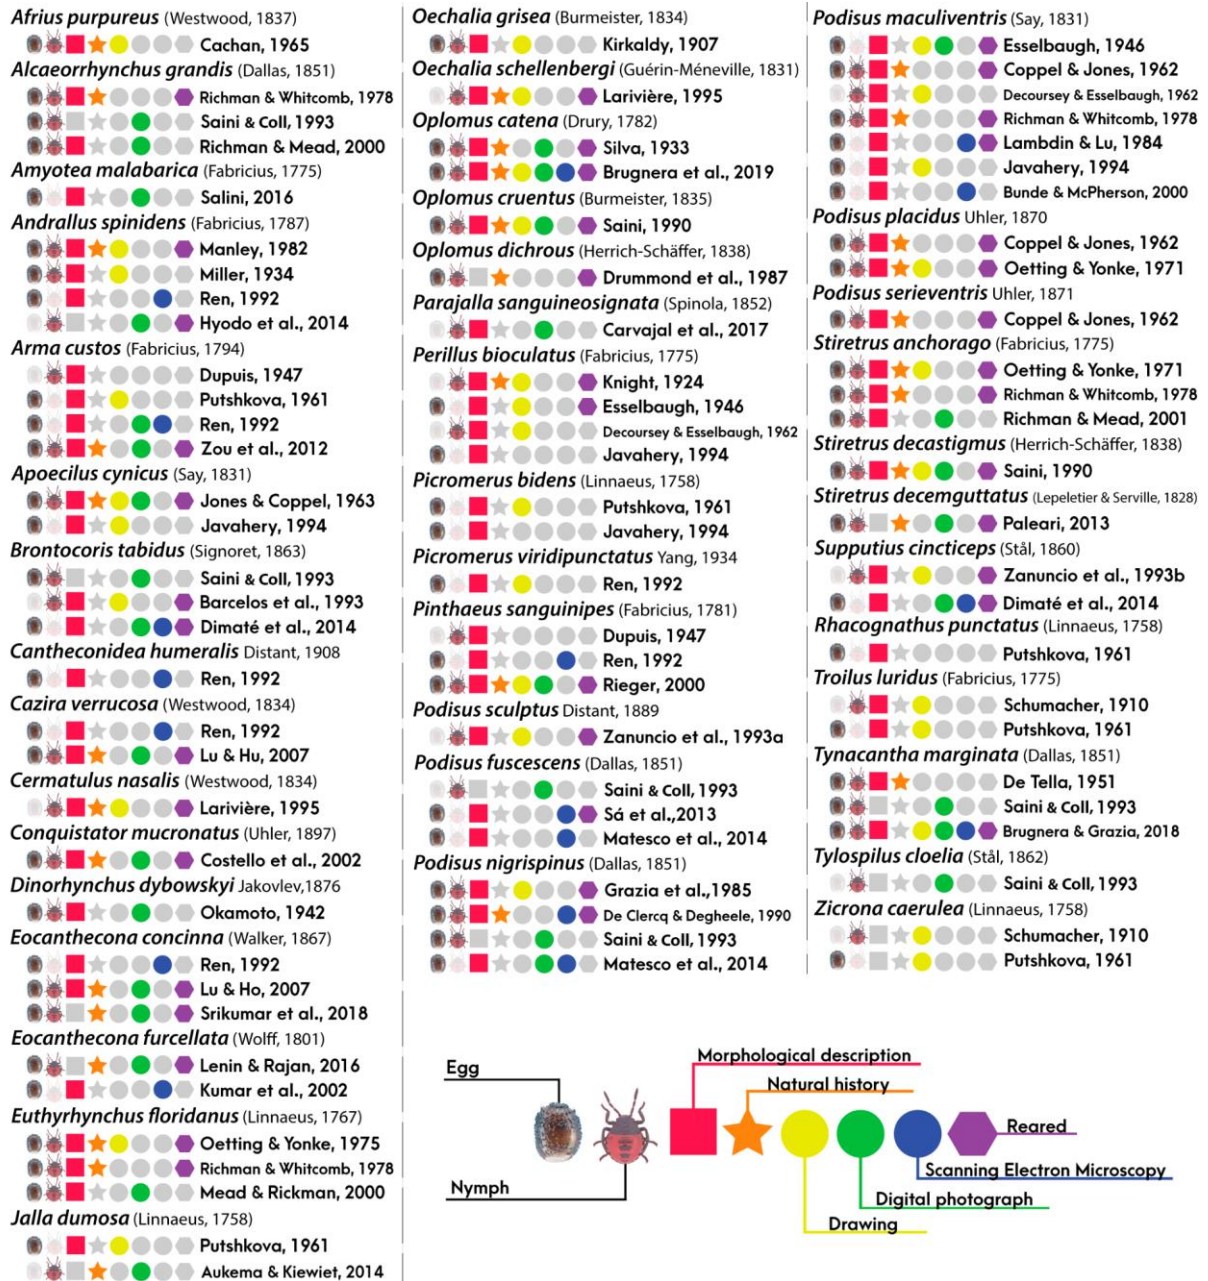 Afrius purpureus (Westwood, 1837)
Cachan, 1965
Alcaeorrhynchus grandis (Dallas, 1851)
Richman & Whitcomb, 1978
Saini & Coll, 1993
Richman & Mead, 2000
Amyotea malabarica (Fabricius, 1775)
Salini, 2016
Andrallus spinidens (Fabricius, 1787)
Manley, 1982
Miller, 1934
Ren, 1992
Hyodo et al., 2014
Arma custos (Fabricius, 1794)
Dupuis, 1947
Putshkova, 1961
Ren, 1992
Zou et al., 2012
Apoecilus cynicus (Say, 1831)
Jones & Coppel, 1963
Javahery, 1994
Brontocoris tabidus (Signoret, 1863)
Saini & Coll, 1993
Barcelos et al., 1993
Dimaté et al., 2014
Cantheconidea humeralis Distant, 1908
Ren, 1992
Cazira verrucosa (Westwood, 1834)
Ren, 1992
Lu & Hu, 2007
Cermatulus nasalis (Westwood, 1834)
Larivière, 1995
Conquistator mucronatus (Uhler, 1897)
Costello et al., 2002
Dinorhynchus dybowskyi Jakovlev,1876
Okamoto, 1942
Eocanthecona concinna (Walker, 1867)
Ren, 1992
Lu & Ho, 2007
Srikumar et al., 2018
Eocanthecona furcellata (Wolff, 1801)
Lenin & Rajan, 2016
Kumar et al., 2002
Euthyrhynchus floridanus (Linnaeus, 1767)
Oetting & Yonke, 1975
Richman & Whitcomb, 1978
Mead & Rickman, 2000
Jalla dumosa (Linnaeus, 1758)
Putshkova, 1961
Aukema & Kiewiet, 2014
Oechalia grisea (Burmeister, 1834)
Kirkaldy, 1907
Oechalia schellenbergi (Guérin-Méneville, 1831)
Larivière, 1995
Oplomus catena (Drury, 1782)
Silva, 1933
Brugnera et al., 2019
Oplomus cruentus (Burmeister, 1835)
Saini, 1990
Oplomus dichrous (Herrich-Schäffer, 1838)
Drummond et al., 1987
Parajalla sanguineosignata (Spinola, 1852)
Carvajal et al., 2017
Perillus bioculatus (Fabricius, 1775)
Knight, 1924
Esselbaugh, 1946
Decoursey & Esselbaugh, 1962
Javahery, 1994
Picromerus bidens (Linnaeus, 1758)
Putshkova, 1961
Javahery, 1994
Picromerus viridipunctatus Yang, 1934
Ren, 1992
Pinthaeus sanguinipes (Fabricius, 1781)
Dupuis, 1947
Ren, 1992
Rieger, 2000
Podisus sculptus Distant, 1889
Zanuncio et al., 1993a
Podisus fuscescens (Dallas, 1851)
Saini & Coll, 1993
Sá et al.,2013
Matesco et al., 2014
Podisus nigrispinus (Dallas, 1851)
Grazia et al.,1985
De Clercq & Degheele, 1990
Saini & Coll, 1993
Matesco et al., 2014
Podisus maculiventris (Say, 1831)
Esselbaugh, 1946
Coppel & Jones, 1962
Decoursey & Esselbaugh, 1962
Richman & Whitcomb, 1978
Lambdin & Lu, 1984
Javahery, 1994
Bunde & McPherson, 2000
Podisus placidus Uhler, 1870
Coppel & Jones, 1962
Oetting & Yonke, 1971
Podisus serieventris Uhler, 1871
Coppel & Jones, 1962
Stiretrus anchorago (Fabricius, 1775)
Oetting & Yonke, 1971
Richman & Whitcomb, 1978
Richman & Mead, 2001
Stiretrus decastigmus (Herrich-Schäffer, 1838)
Saini, 1990
Stiretrus decemguttatus (Lepeletier & Serville, 1828)
Paleari, 2013
Supputius cincticeps (Stål, 1860)
Zanuncio et al., 1993b
Dimaté et al., 2014
Rhacognathus punctatus (Linnaeus, 1758)
Putshkova, 1961
Troilus luridus (Fabricius, 1775)
Schumacher, 1910
Putshkova, 1961
Tynacantha marginata (Dallas, 1851)
De Tella, 1951
Saini & Coll, 1993
Brugnera & Grazia, 2018
Tylospilus cloelia (Stål, 1862)
Saini & Coll, 1993
Zicrona caerulea (Linnaeus, 1758)
Schumacher, 1910
Putshkova, 1961
Egg
Morphological description
Natural history
Reared
Scanning Electron Microscopy
Nymph
Digital photograph
Drawing